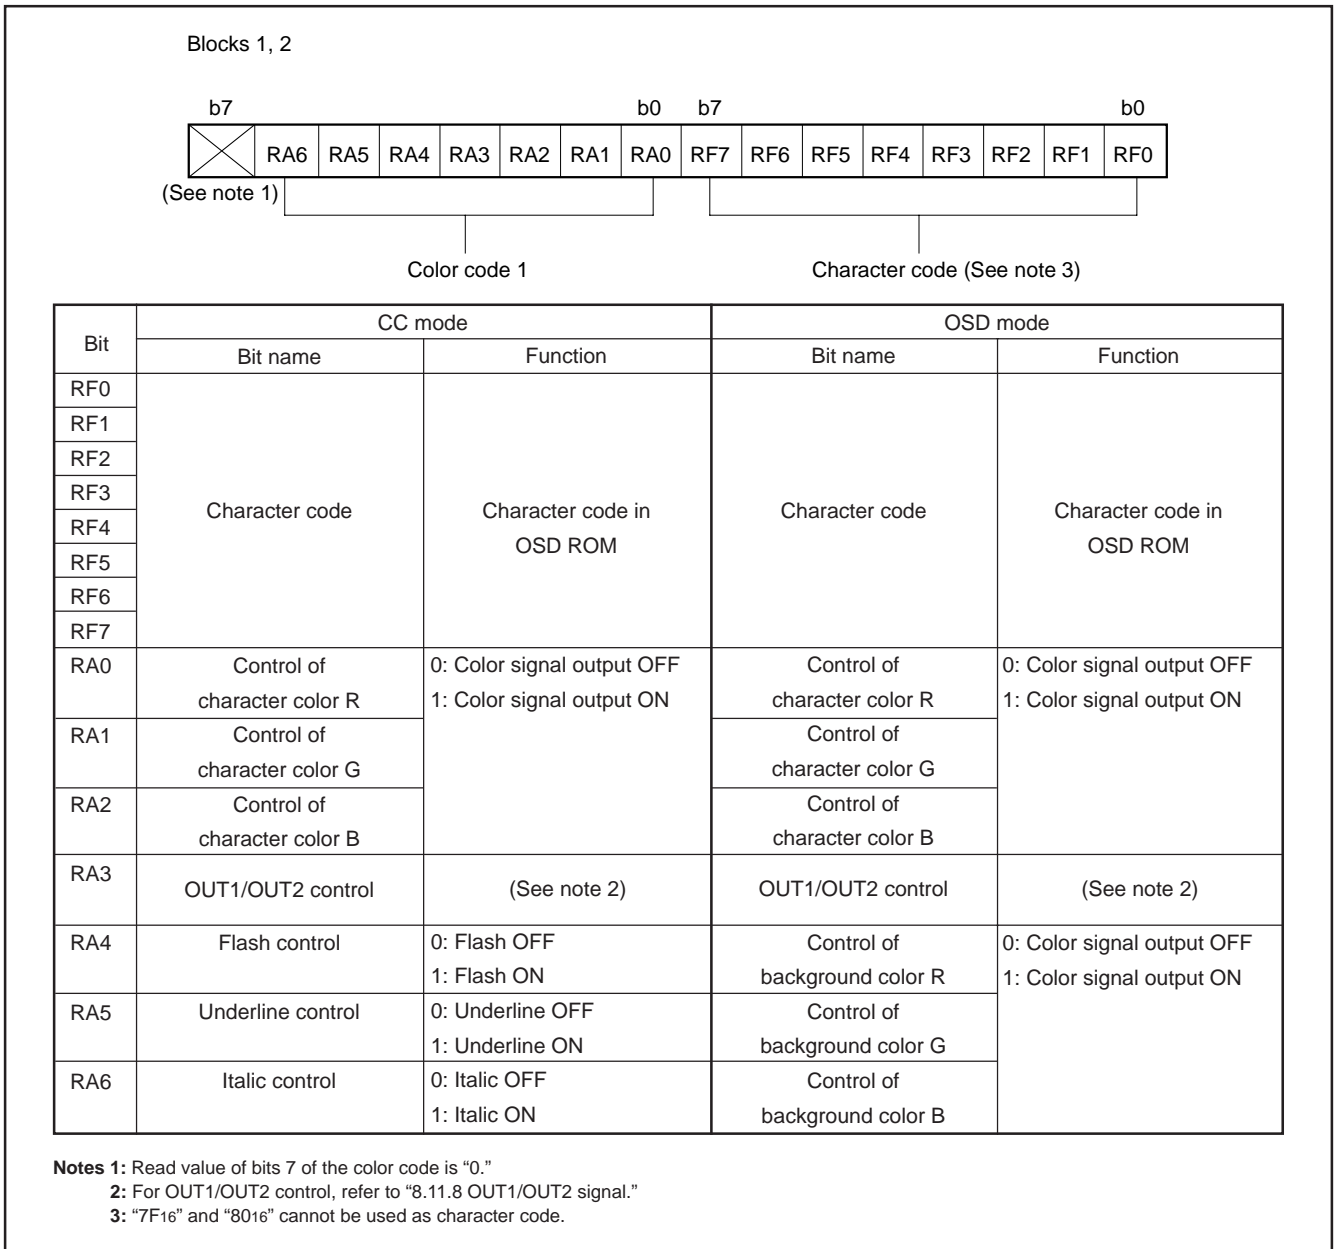 Blocks 1, 2
b7 b0 b7 b0
RA6 RA5 RA4 RA3 RA2 RA1 RA0 RF7 RF6 RF5 RF4 RF3 RF2 RF1 RF0
(See note 1)
Color code 1 Character code (See note 3)
Bit CC mode OSD mode
Bit name Function Bit name Function
RF0
RF1
RF2
RF3
RF4
RF5
RF6
RF7
Character code Character code in Character code Character code in
OSD ROM OSD ROM
RA0 Control of 0: Color signal output OFF Control of 0: Color signal output OFF
character color R 1: Color signal output ON character color R 1: Color signal output ON
RA1 Control of Control of
character color G character color G
RA2 Control of Control of
character color B character color B
RA3 OUT1/OUT2 control (See note 2) OUT1/OUT2 control (See note 2)
RA4 Flash control 0: Flash OFF Control of 0: Color signal output OFF
1: Flash ON background color R 1: Color signal output ON
RA5 Underline control 0: Underline OFF Control of
1: Underline ON background color G
RA6 Italic control 0: Italic OFF Control of
1: Italic ON background color B
Notes 1: Read value of bits 7 of the color code is “0.”
2: For OUT1/OUT2 control, refer to “8.11.8 OUT1/OUT2 signal.”
3: “7F16” and “8016” cannot be used as character code.